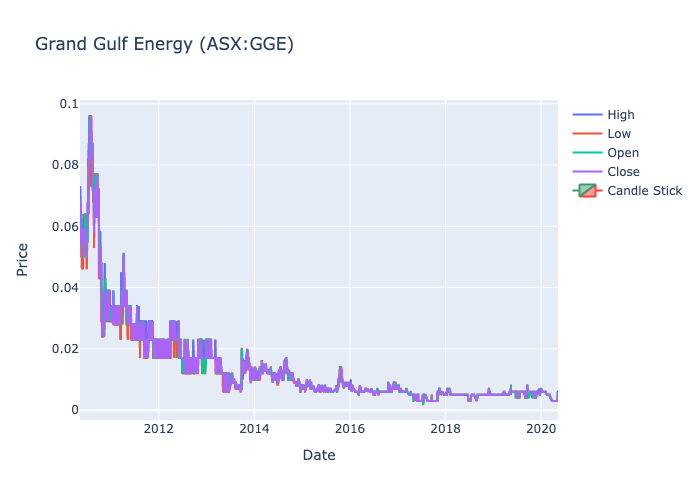 Grand Gulf Energy (ASX:GGE)
0.1
0.08
0.06
0.04
0.02
0
Price
2012
2014
2016
2018
2020
Date
High
Low
Open
Close
Candle Stick